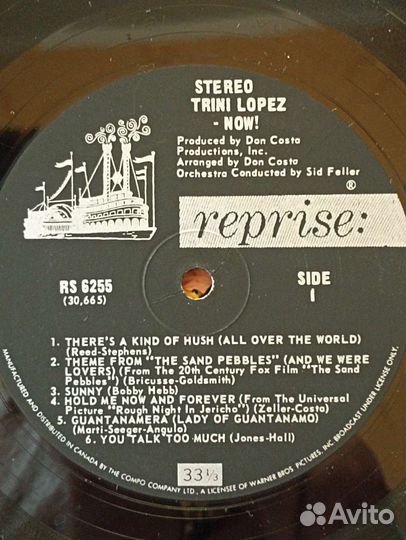 STEREO
TRINI LOPEZ
- NOW!
Produced by Don Costa
Productions, Inc.
Arranged by Don Costa
Orchestra Conducted by Sid Feller
®
reprise:
RS 6255
(30,665)
SIDE
1
1. THERE'S A KIND OF HUSH (ALL OVER THE WORLD)
(Reed-Stephens)
2. THEME FROM "THE SAND PEBBLES" (AND WE WERE
LOVERS) (From The 20th Century Fox Film "The Sand
Pebbles") (Bricusse-Goldsmith)
3. SUNNY (Bobby Hebb)
4. HOLD ME NOW AND FOREVER (From The Universal
Picture "Rough Night In Jericho") (Zeller-Costa)
5. GUANTANAMERA (LADY OF GUANTANAMO)
(Marti-Seeger-Angulo)
6. YOU TALK TOO MUCH (Jones-Hall)
33 1/3
MANUFACTURED AND DISTRIBUTED IN CANADA BY THE COMPO COMPANY LTD., A LICENSEE OF WARNER BROS. PICTURES, INC. BROADCAST UNDER LICENSE ONLY.
Avito